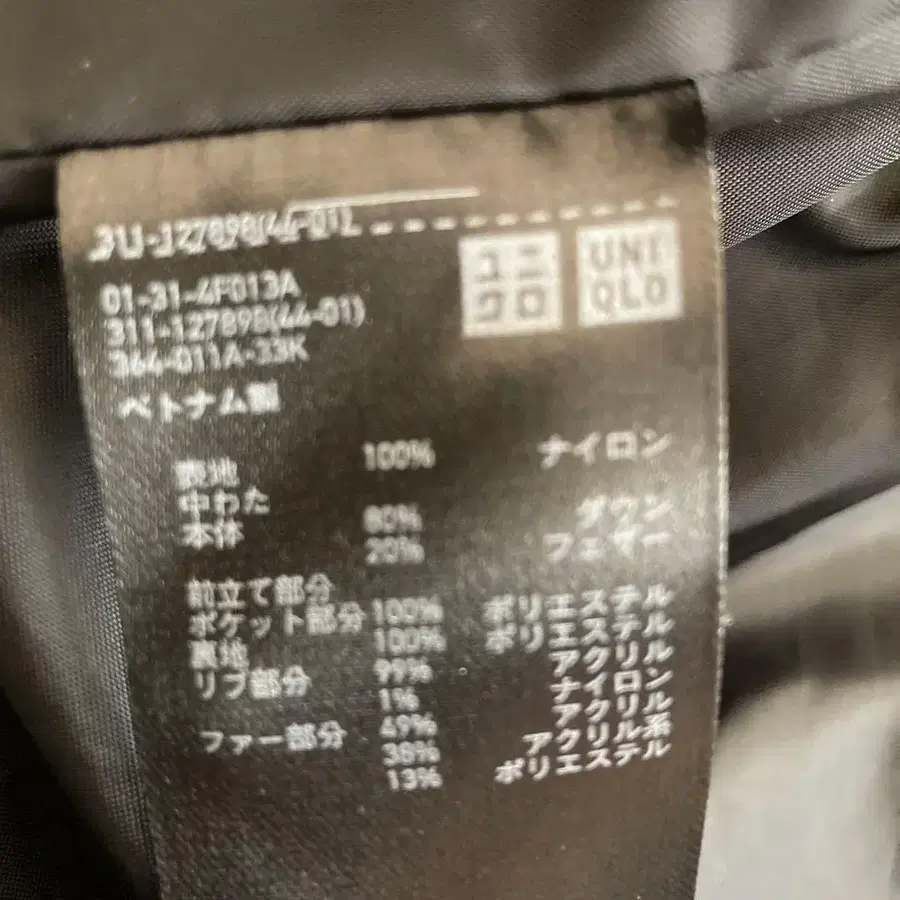 311-127898(44-01)
ユニ
クロ
UNI
QLO
01-31-4F013A
311-127898(44-01)
344-011A-33K
ベトナム製
表地 100% ナイロン
中わた
本体 80% ダウン
20% フェザー
前立て部分
ポケット部分 100% ポリエステル
裏地 100% ポリエステル
リブ部分 99% アクリル
1% ナイロン
ファー部分 49% アクリル
38% アクリル系
13% ポリエステル